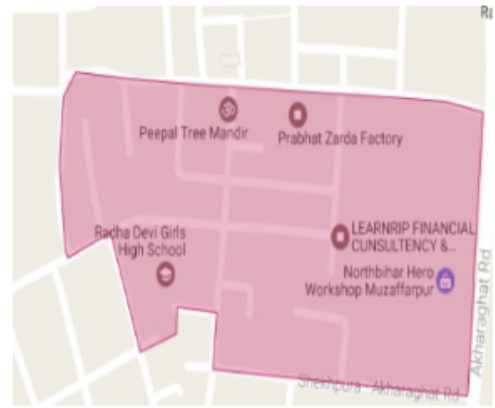 Peepal Tree Mandir
Prabhat Zarda Factory
Radha Devi Girls
High School
LEARNRIP FINANCIAL
CUNSULTENCY &...
Northbihar Hero
Workshop Muzaffarpur
Akharaghat Rd
Shekhpura - Akharaghat Rd